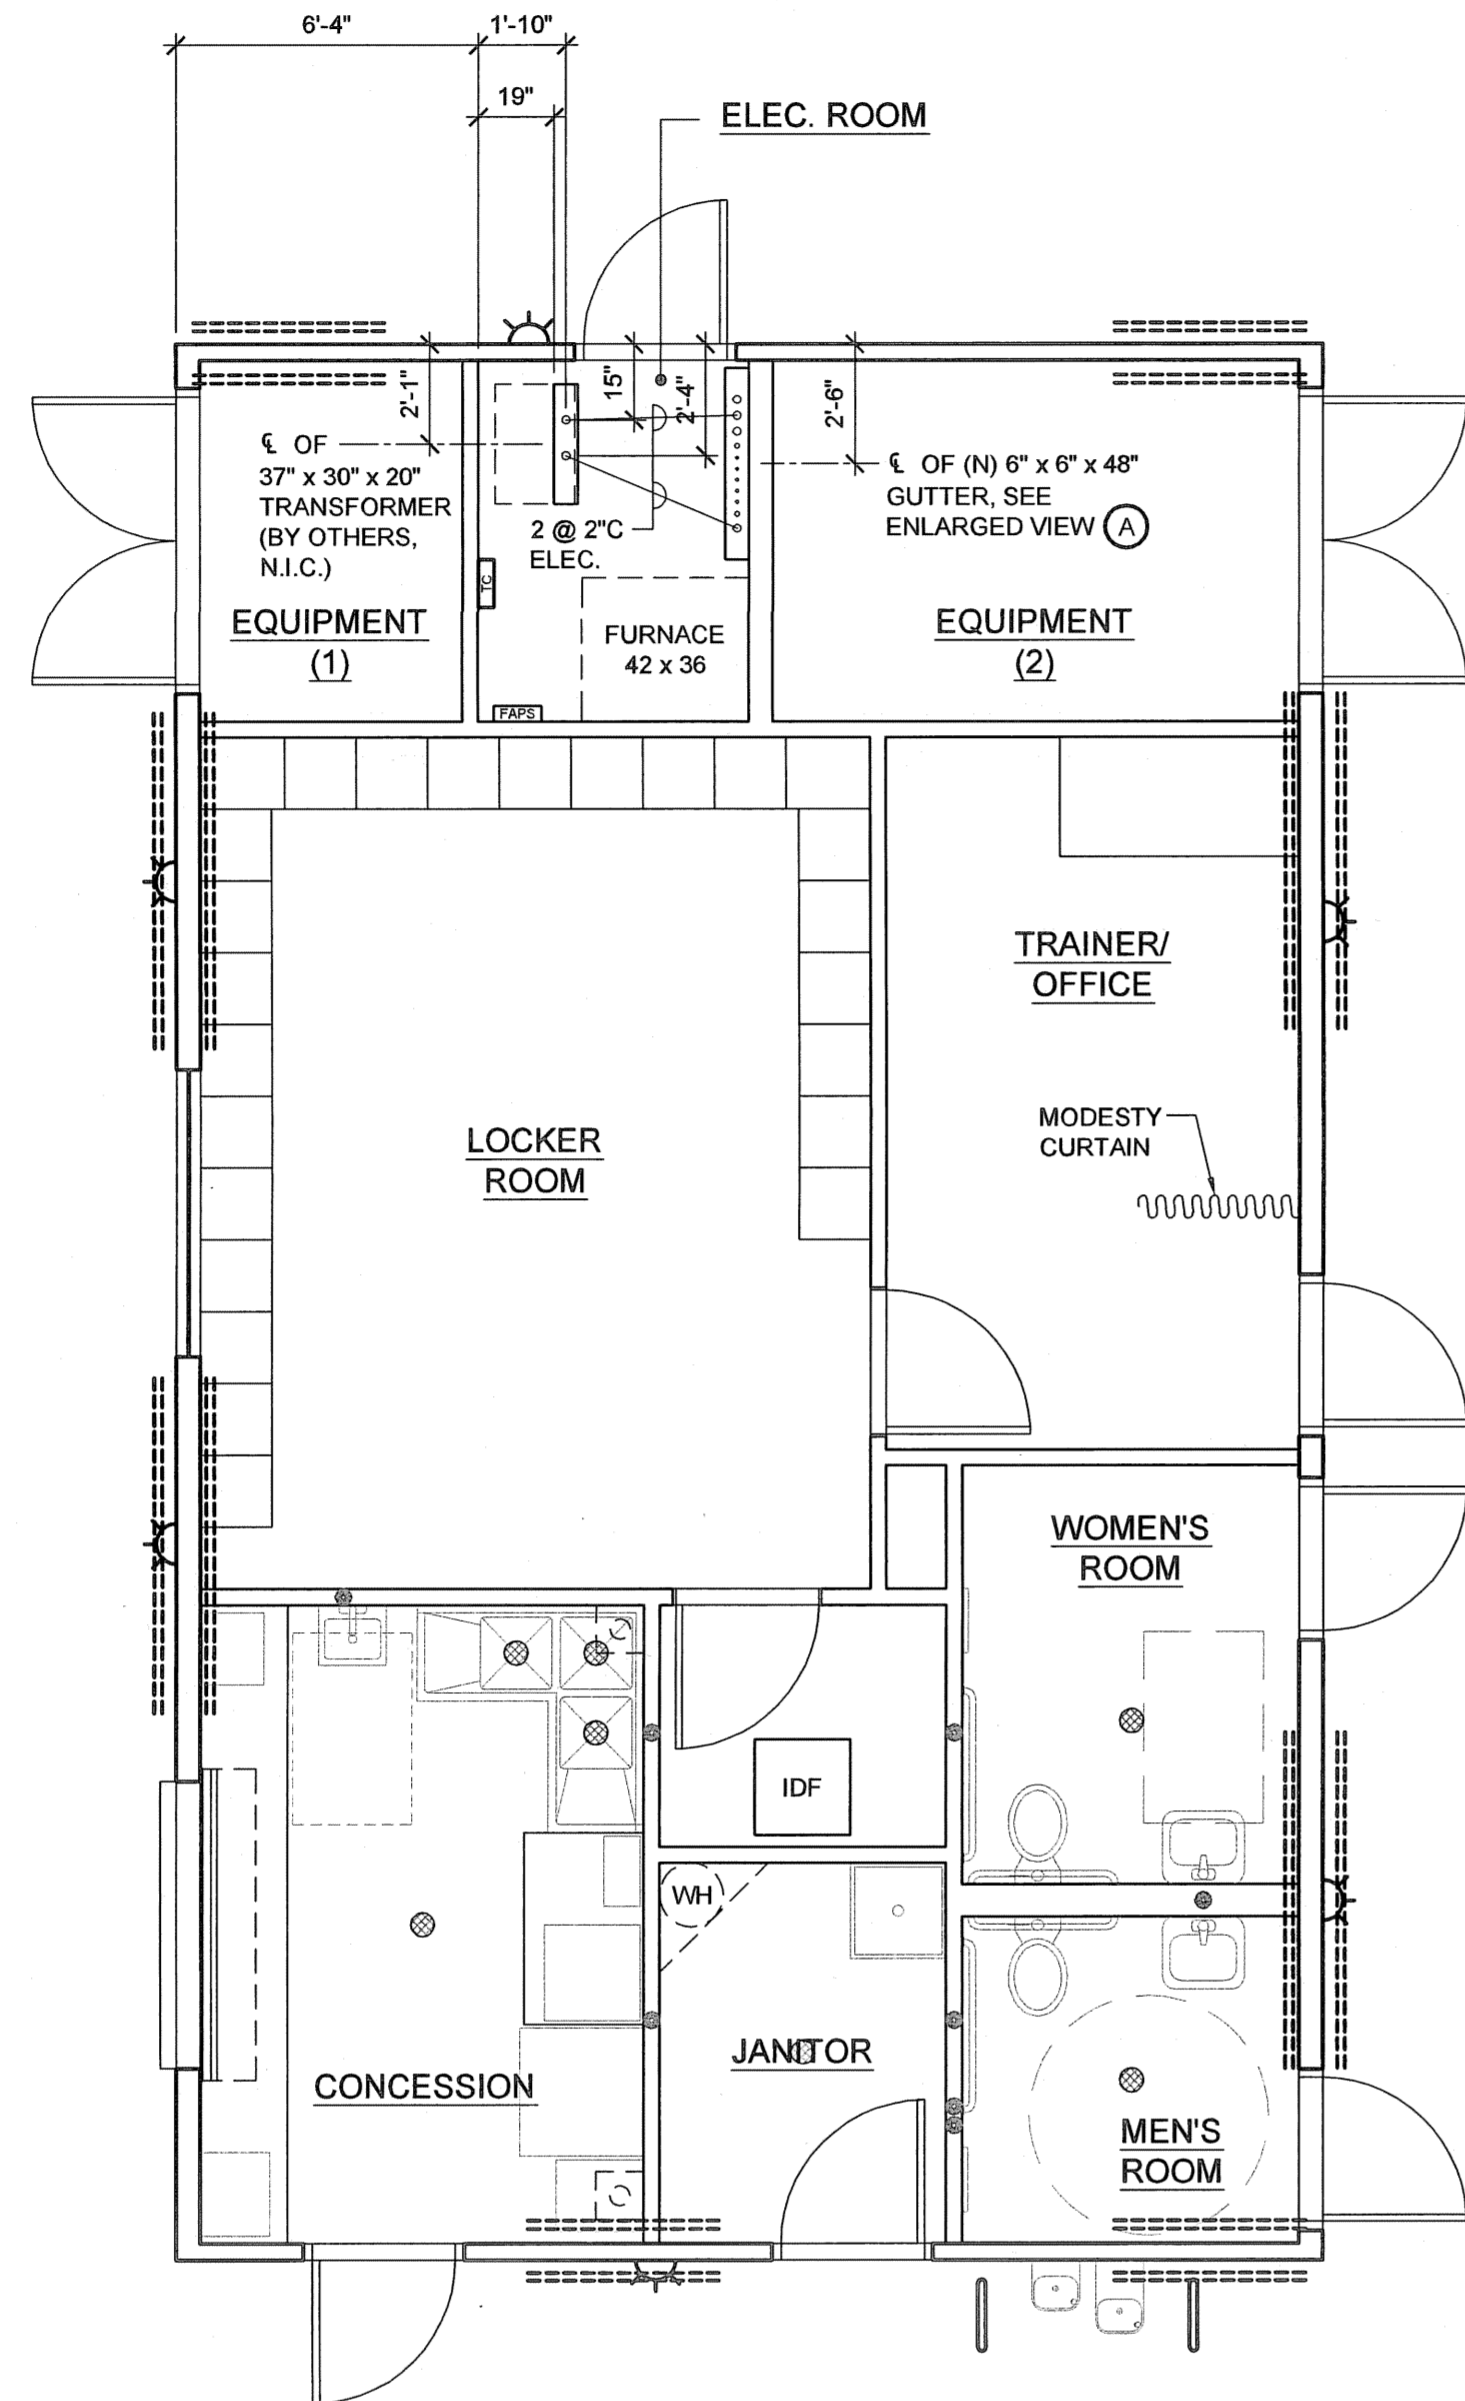 6'-4"
1'-10"
19"
ELEC. ROOM
2'-1"
15"
2'-4"
2'-6"
℄ OF
37" x 30" x 20"
TRANSFORMER
(BY OTHERS,
N.I.C.)
2 @ 2"C
ELEC.
℄ OF (N) 6" x 6" x 48"
GUTTER, SEE
ENLARGED VIEW A
TC
EQUIPMENT
(1)
FURNACE
42 x 36
EQUIPMENT
(2)
FAPS
TRAINER/
OFFICE
MODESTY
CURTAIN
LOCKER
ROOM
WOMEN'S
ROOM
IDF
WH
JANITOR
CONCESSION
MEN'S
ROOM